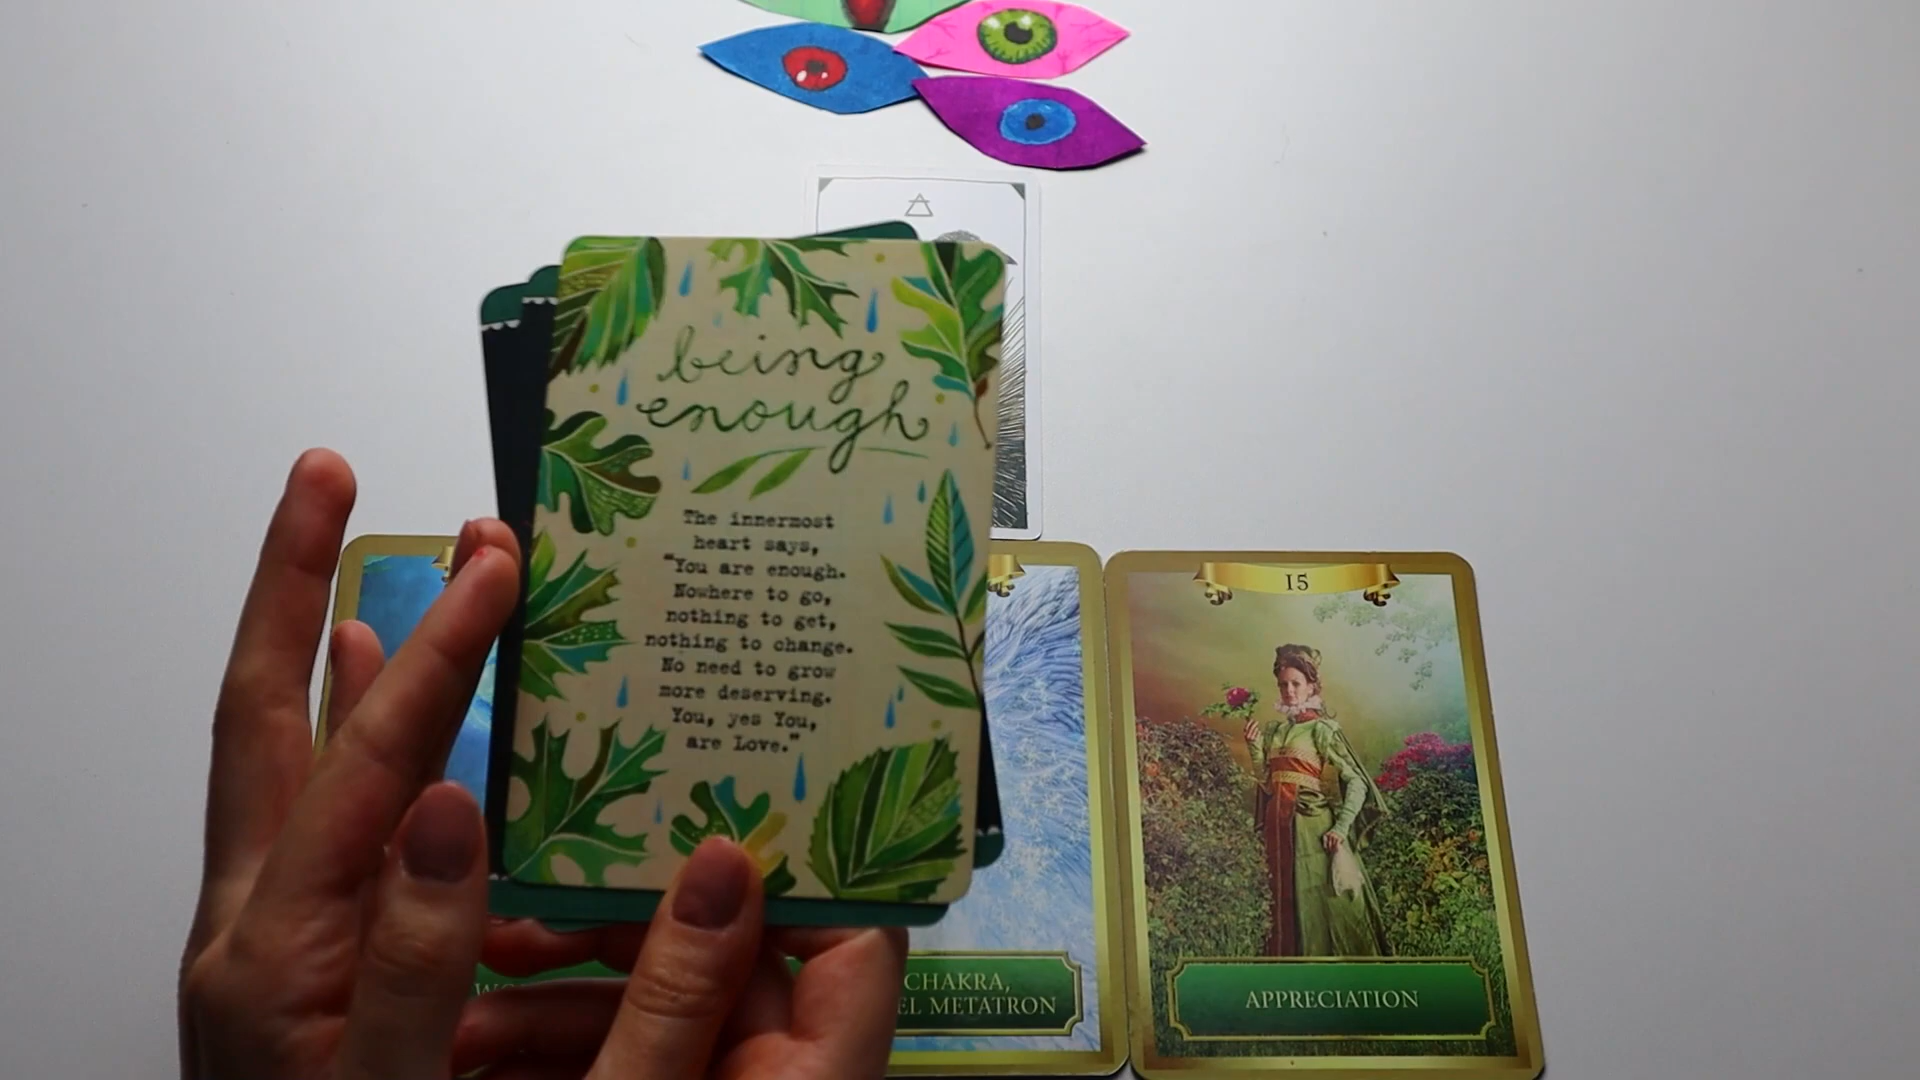 being
enough
The innermost
heart says,
"You are enough.
Nowhere to go,
nothing to get,
nothing to change.
No need to grow
more deserving.
You, yes You,
are Love."
15
CHAKRA,
EL METATRON
APPRECIATION